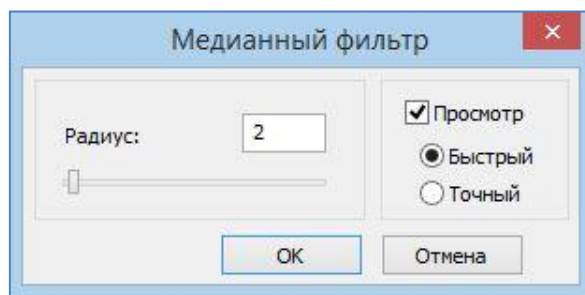 Медианный фильтр
Радиус:
2
Просмотр
Быстрый
Точный
OK
Отмена